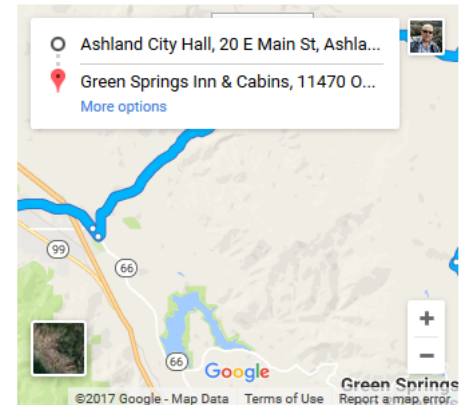 Ashland City Hall, 20 E Main St, Ashla...
Green Springs Inn & Cabins, 11470 O...
More options
99
66
66
+
−
Google
Green Springs
©2017 Google - Map Data Terms of Use Report a map error